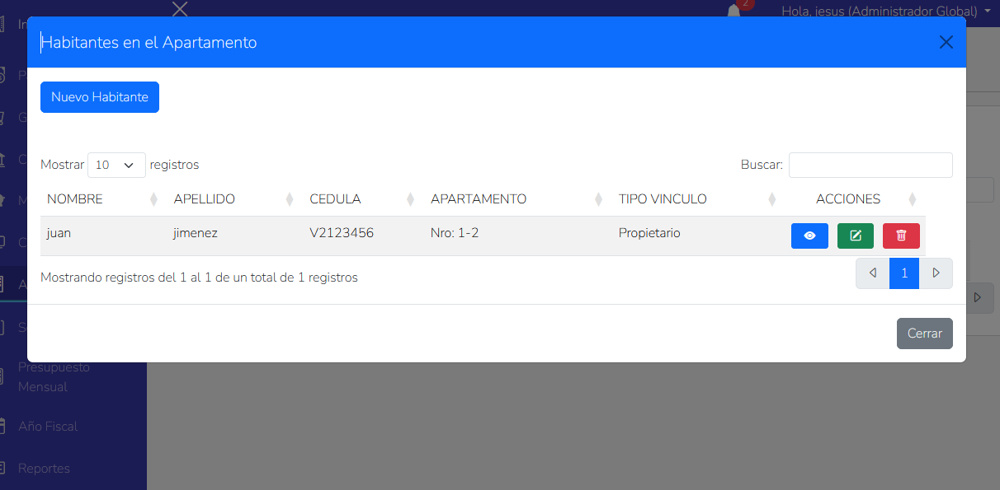 2
Hola, jesus (Administrador Global)
Habitantes en el Apartamento
Nuevo Habitante
Mostrar 10 registros
Buscar:
NOMBRE APELLIDO CEDULA APARTAMENTO TIPO VINCULO ACCIONES
juan jimenez V2123456 Nro: 1-2 Propietario
Mostrando registros del 1 al 1 de un total de 1 registros
1
Cerrar
Presupuesto
Mensual
Año Fiscal
Reportes